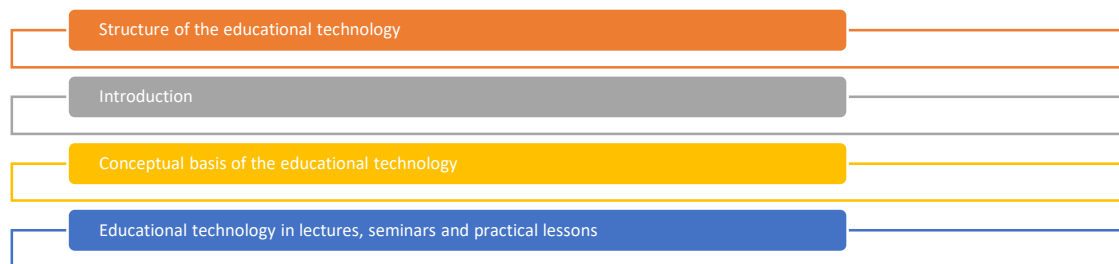 Structure of the educational technology
Introduction
Conceptual basis of the educational technology
Educational technology in lectures, seminars and practical lessons